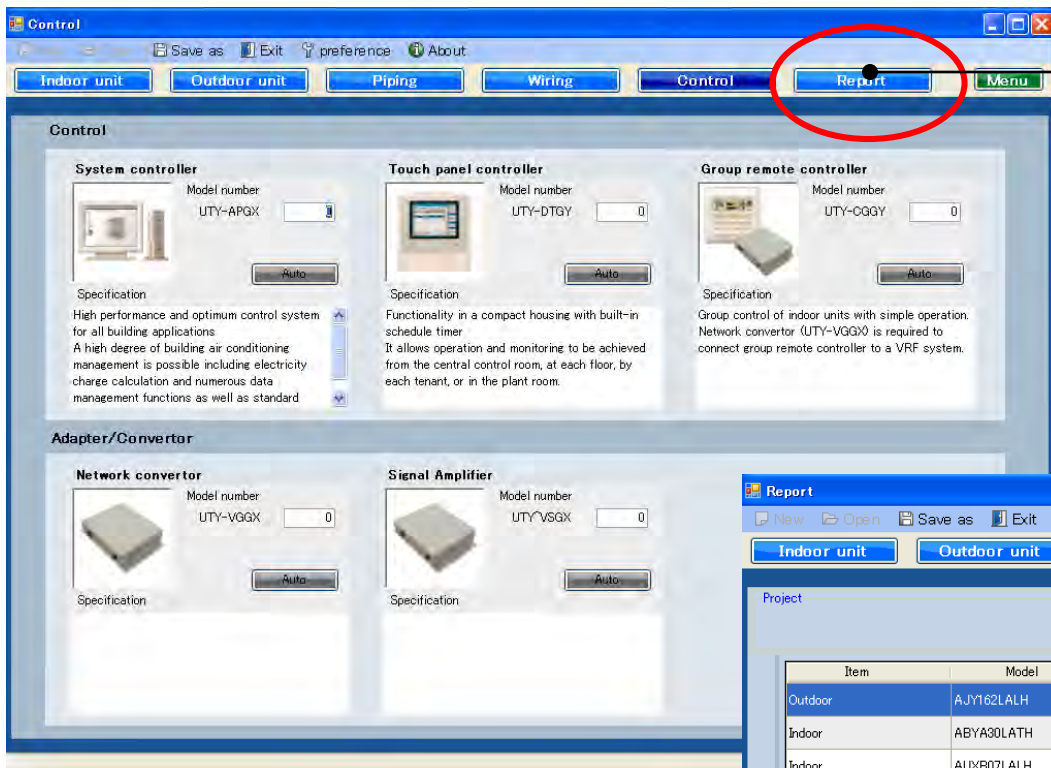 Control
Save as Exit preference About
Indoor unit Outdoor unit Piping Wiring Control Report Menu
Control
System controller
Model number
UTY-APGX
Auto
Specification
High performance and optimum control system
for all building applications
A high degree of building air conditioning
management is possible including electricity
charge calculation and numerous data
management functions as well as standard
Touch panel controller
Model number
UTY-DTGY 0
Auto
Specification
Functionality in a compact housing with built-in
schedule timer
It allows operation and monitoring to be achieved
from the central control room, at each floor, by
each tenant, or in the plant room.
Group remote controller
Model number
UTY-CGGY 0
Auto
Specification
Group control of indoor units with simple operation.
Network convertor (UTY-VGGX) is required to
connect group remote controller to a VRF system.
Adapter/Convertor
Network convertor
Model number
UTY-VGGX 0
Auto
Specification
Signal Amplifier
Model number
UTY^VSGX 0
Auto
Specification
Report
New Open Save as Exit
Indoor unit Outdoor unit
Project
Item Model
Outdoor AJY162LALH
Indoor ABYA30LATH
Indoor AUXB07LALH